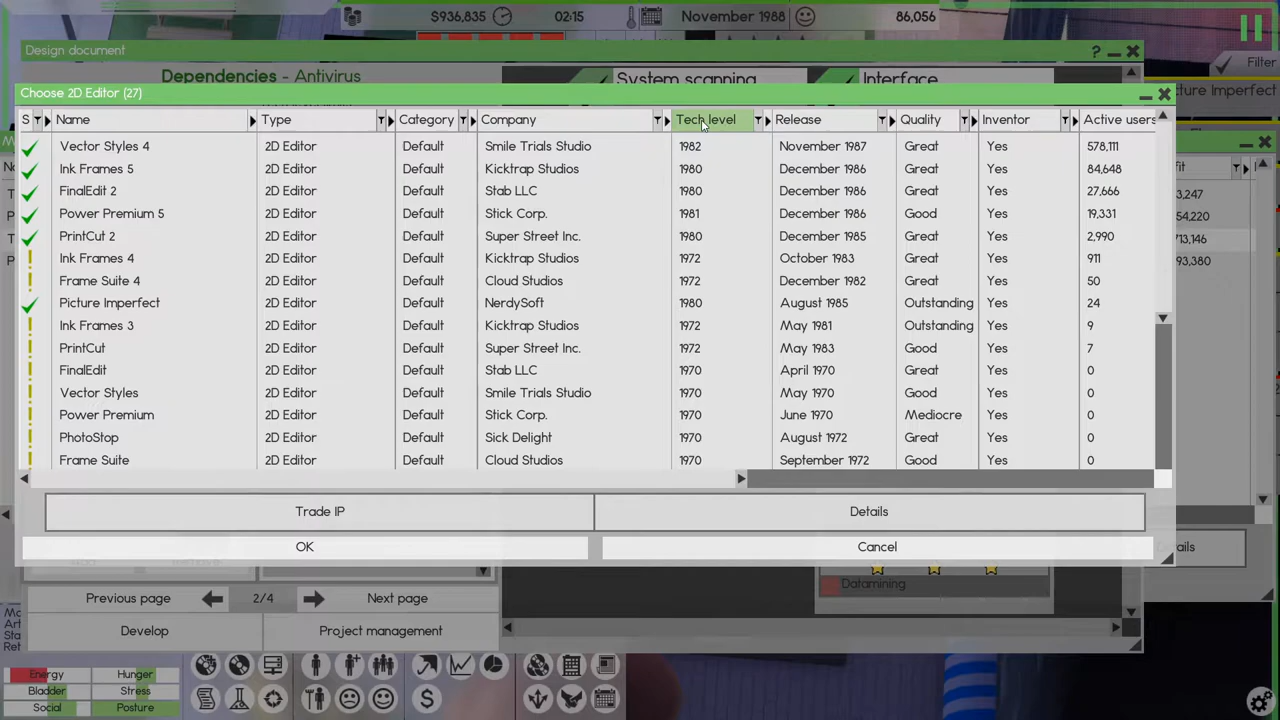 $936,835 02:15 November 1988 86,056
Design document ?
Filter
Dependencies - Antivirus System scanning Interface
Choose 2D Editor (27)
cture Imperfect
S Name Type Category Company Tech level Release Quality Inventor Active users
Vector Styles 4 2D Editor Default Smile Trials Studio 1982 November 1987 Great Yes 578,111
Ink Frames 5 2D Editor Default Kicktrap Studios 1980 December 1986 Great Yes 84,648
FinalEdit 2 2D Editor Default Stab LLC 1980 December 1986 Great Yes 27,666
3,247
Power Premium 5 2D Editor Default Stick Corp. 1981 December 1986 Good Yes 19,331
54,220
PrintCut 2 2D Editor Default Super Street Inc. 1980 December 1985 Great Yes 2,990
713,146
Ink Frames 4 2D Editor Default Kicktrap Studios 1972 October 1983 Great Yes 911
93,380
Frame Suite 4 2D Editor Default Cloud Studios 1972 December 1982 Great Yes 50
Picture Imperfect 2D Editor Default NerdySoft 1980 August 1985 Outstanding Yes 24
Ink Frames 3 2D Editor Default Kicktrap Studios 1972 May 1981 Outstanding Yes 9
PrintCut 2D Editor Default Super Street Inc. 1972 May 1983 Good Yes 7
FinalEdit 2D Editor Default Stab LLC 1970 April 1970 Great Yes 0
Vector Styles 2D Editor Default Smile Trials Studio 1970 May 1970 Good Yes 0
Power Premium 2D Editor Default Stick Corp. 1970 June 1970 Mediocre Yes 0
PhotoStop 2D Editor Default Sick Delight 1970 August 1972 Great Yes 0
Frame Suite 2D Editor Default Cloud Studios 1970 September 1972 Good Yes 0
Trade IP Details
OK Cancel
Datamining
Previous page 2/4 Next page
Develop Project management
Energy Hunger
Bladder Stress
Social Posture
$